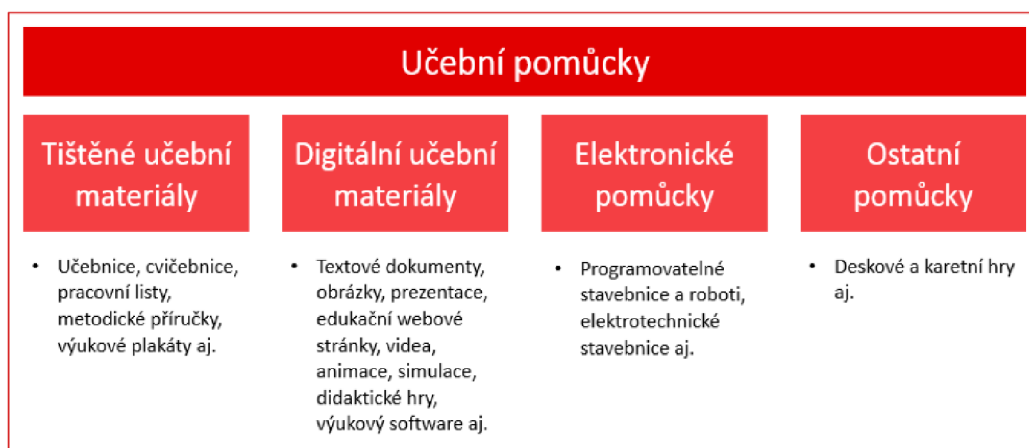 Učební pomůcky
Tištěné učební
materiály
• Učebnice, cvičebnice,
pracovní listy,
metodické příručky,
výukové plakáty aj.
Digitální učební
materiály
• Textové dokumenty,
obrázky, prezentace,
edukační webové
stránky, videa,
animace, simulace,
didaktické hry,
výukový software aj.
Elektronické
pomůcky
• Programovatelné
stavebnice a roboti,
elektrotechnické
stavebnice aj.
Ostatní
pomůcky
• Deskové a karetní hry
aj.